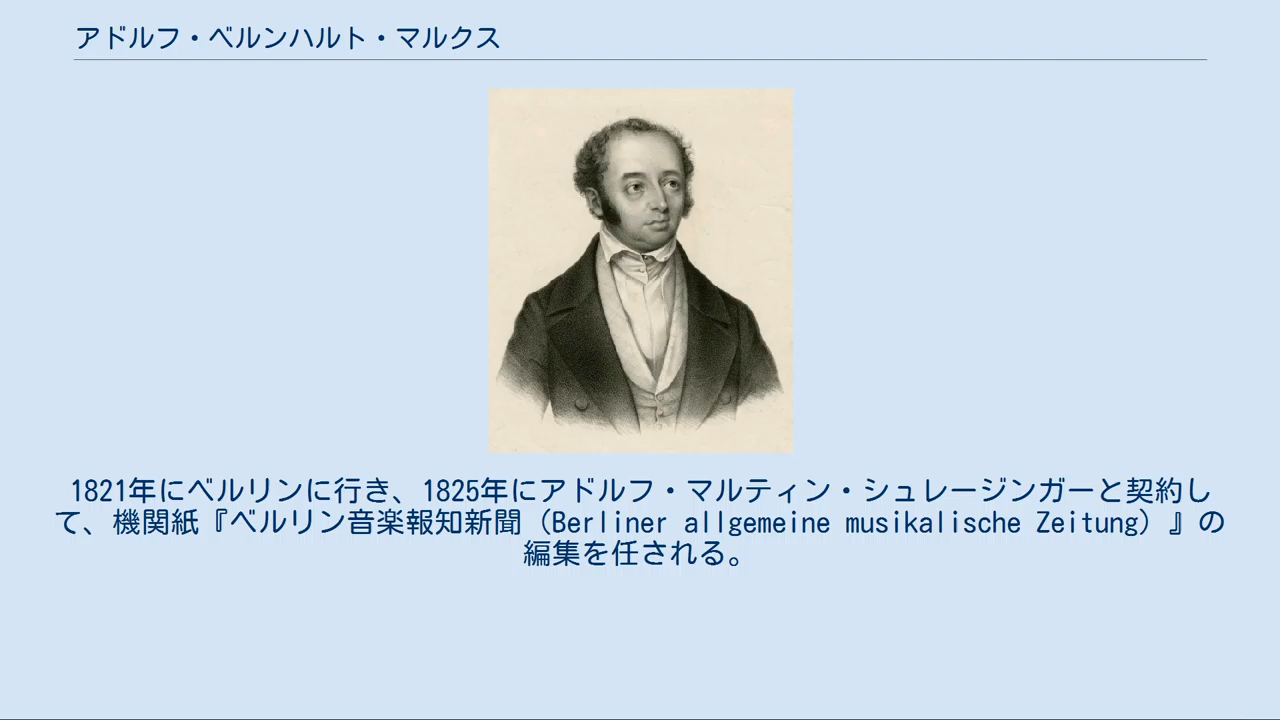 アドルフ・ベルンハルト・マルクス
1821年にベルリンに行き、1825年にアドルフ・マルティン・シュレージンガーと契約し
て、機関紙『ベルリン音楽報知新聞（Berliner allgemeine musikalische Zeitung）』の
編集を任される。